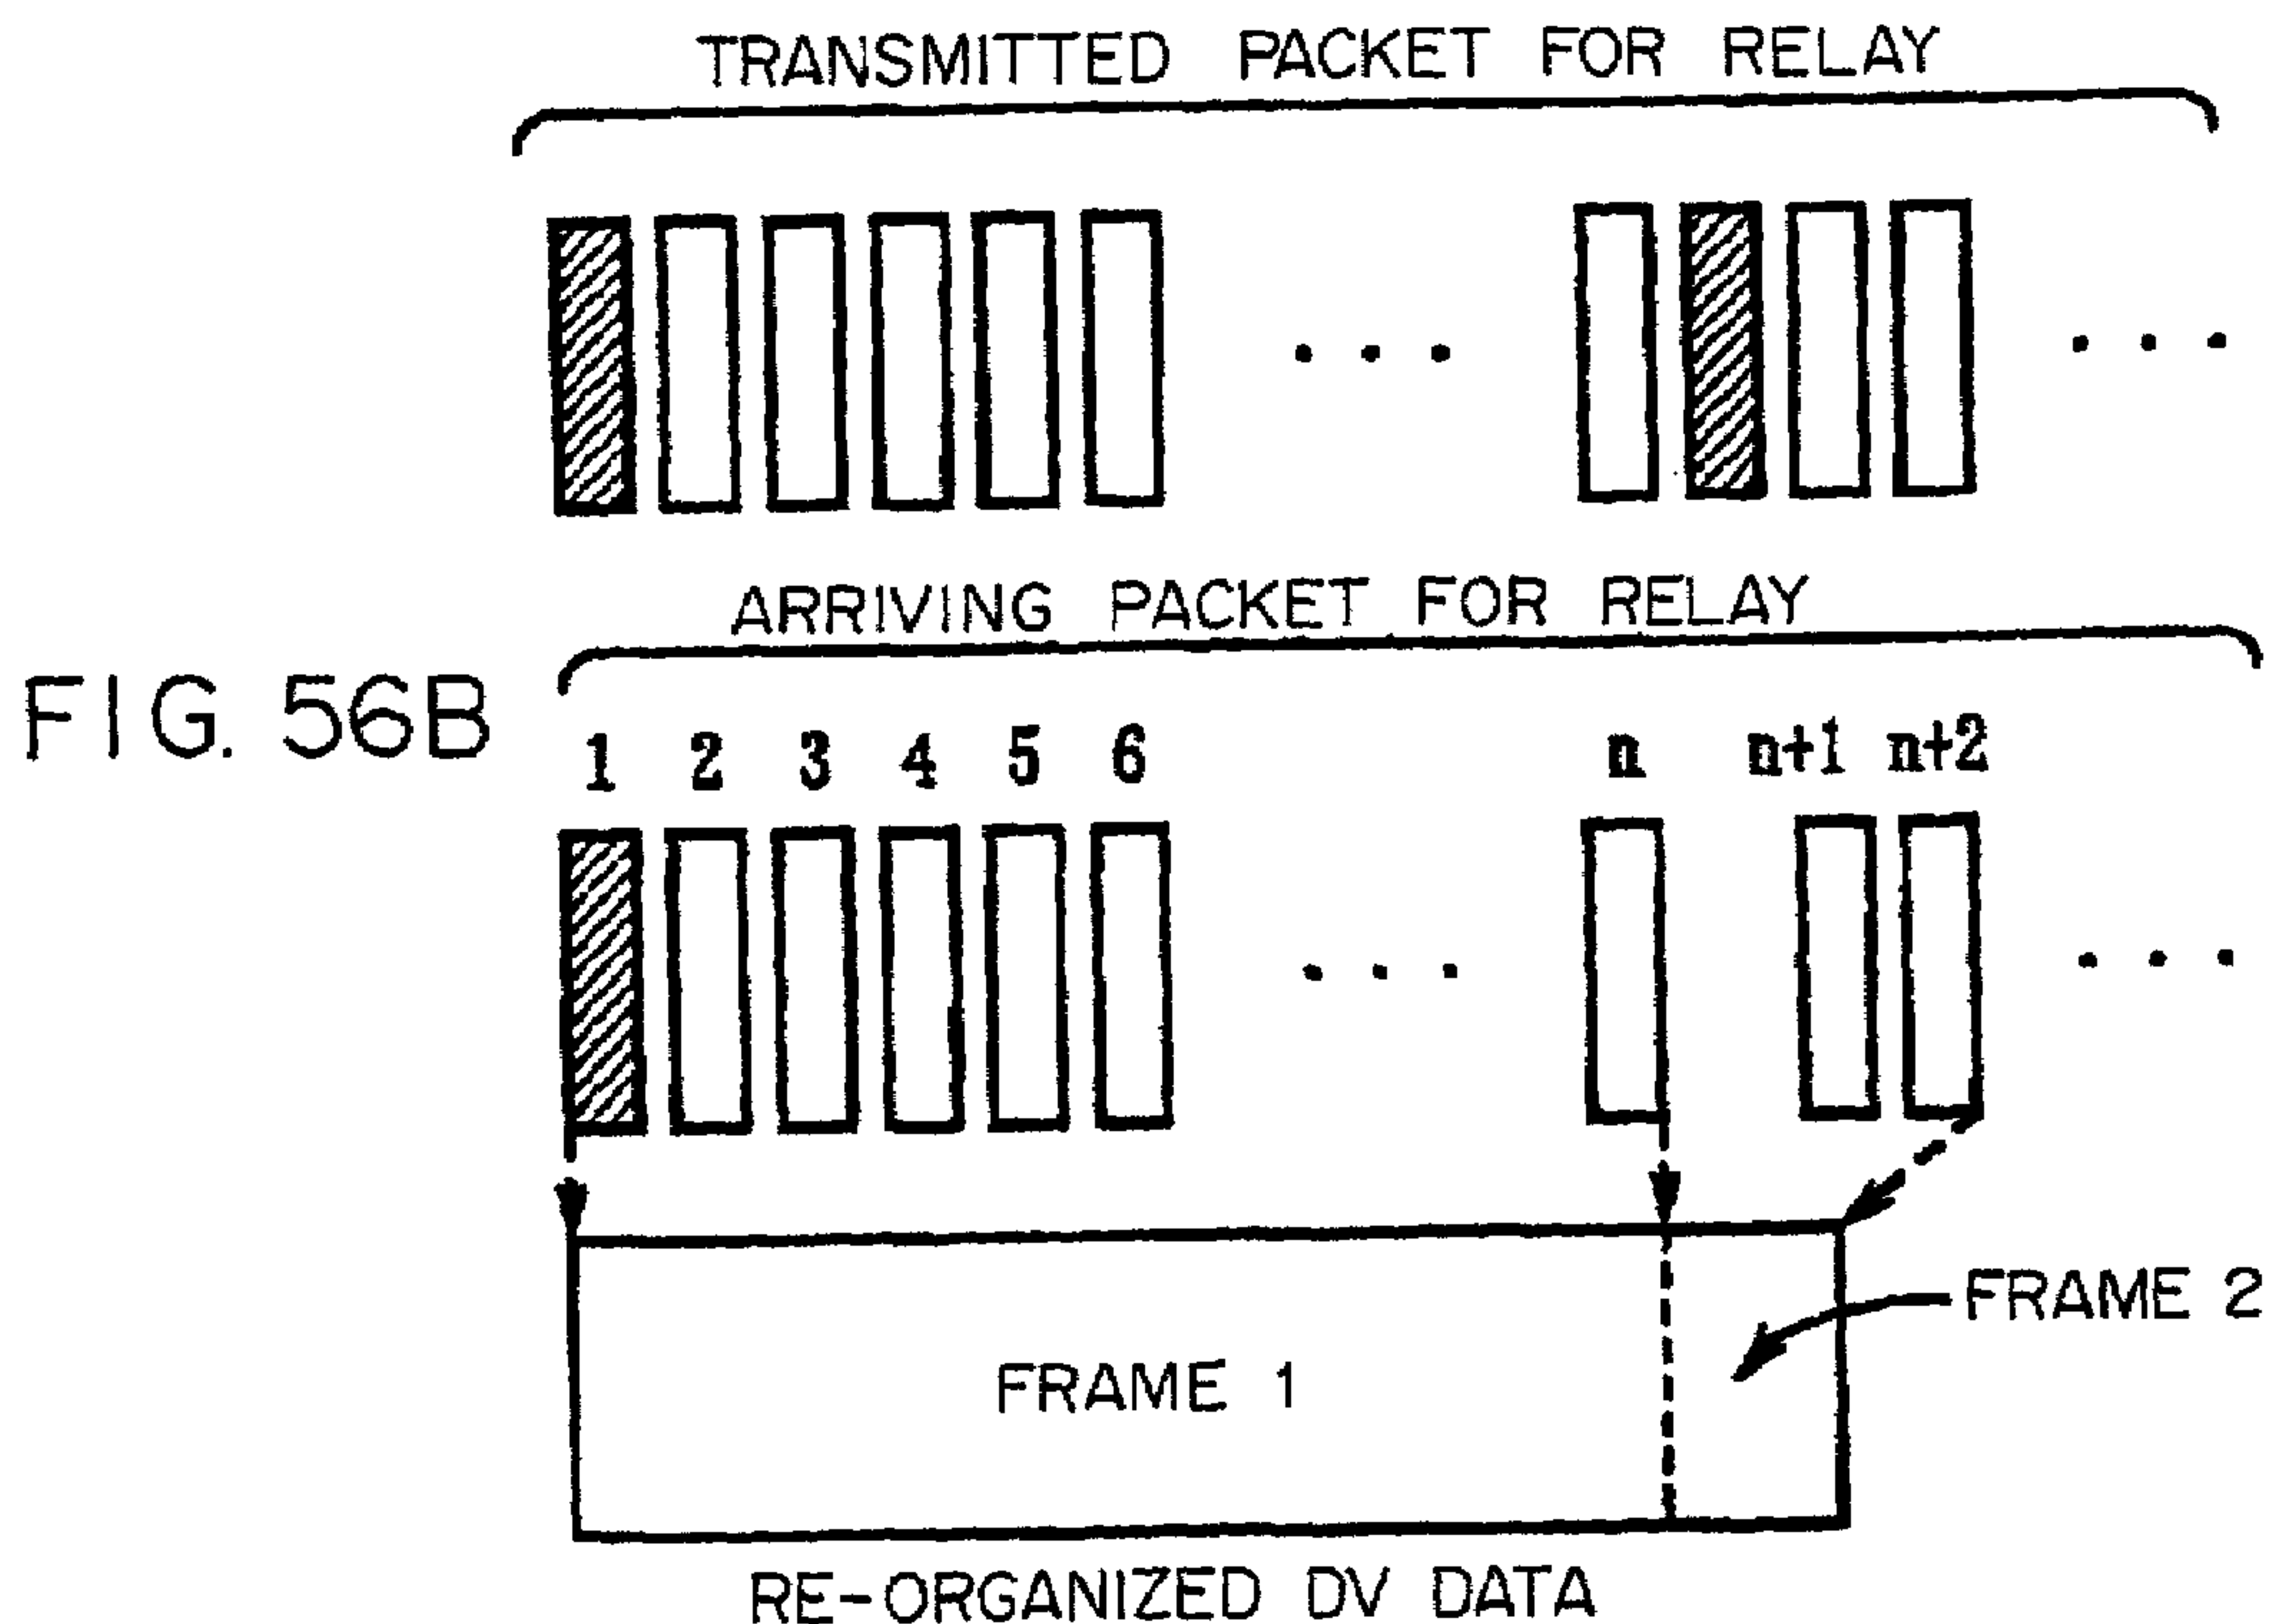 TRANSMITTED PACKET FOR RELAY
ARRIVING PACKET FOR RELAY
FIG. 56B
1 2 3 4 5 6 n n+1 n+2
FRAME 2
FRAME 1
RE-ORGANIZED DV DATA